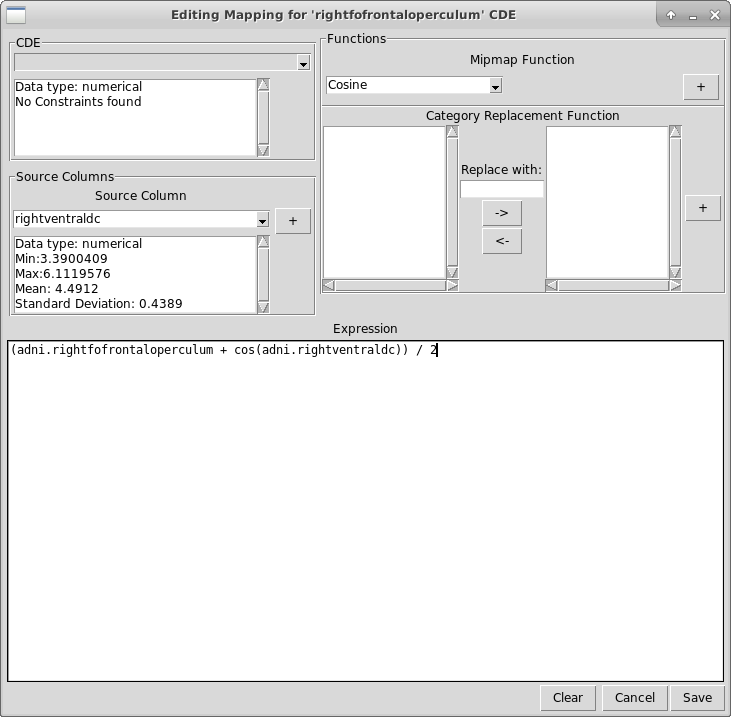 Editing Mapping for 'rightfofrontaloperculum' CDE
CDE
Data type: numerical
No Constraints found
Source Columns
Source Column
rightventraldc
+
Data type: numerical
Min:3.3900409
Max:6.1119576
Mean: 4.4912
Standard Deviation: 0.4389
Functions
Mipmap Function
Cosine
+
Category Replacement Function
Replace with:
->
<-
+
Expression
(adni.rightfofrontaloperculum + cos(adni.rightventraldc)) / 2
Clear
Cancel
Save